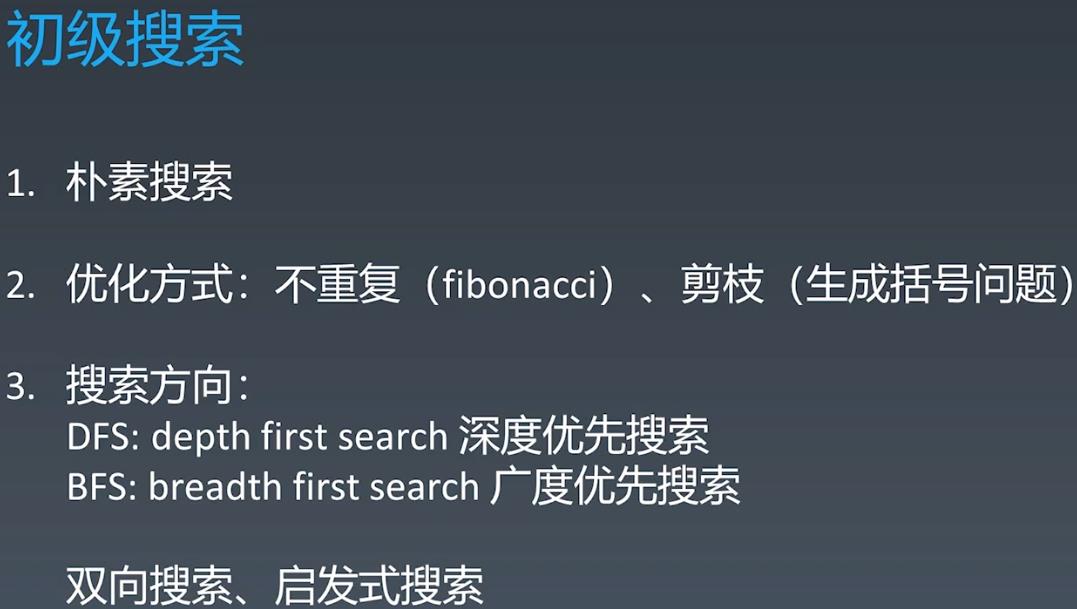 初级搜索
1. 朴素搜索
2. 优化方式：不重复（fibonacci）、剪枝（生成括号问题）
3. 搜索方向：
DFS: depth first search 深度优先搜索
BFS: breadth first search 广度优先搜索
双向搜索、启发式搜索